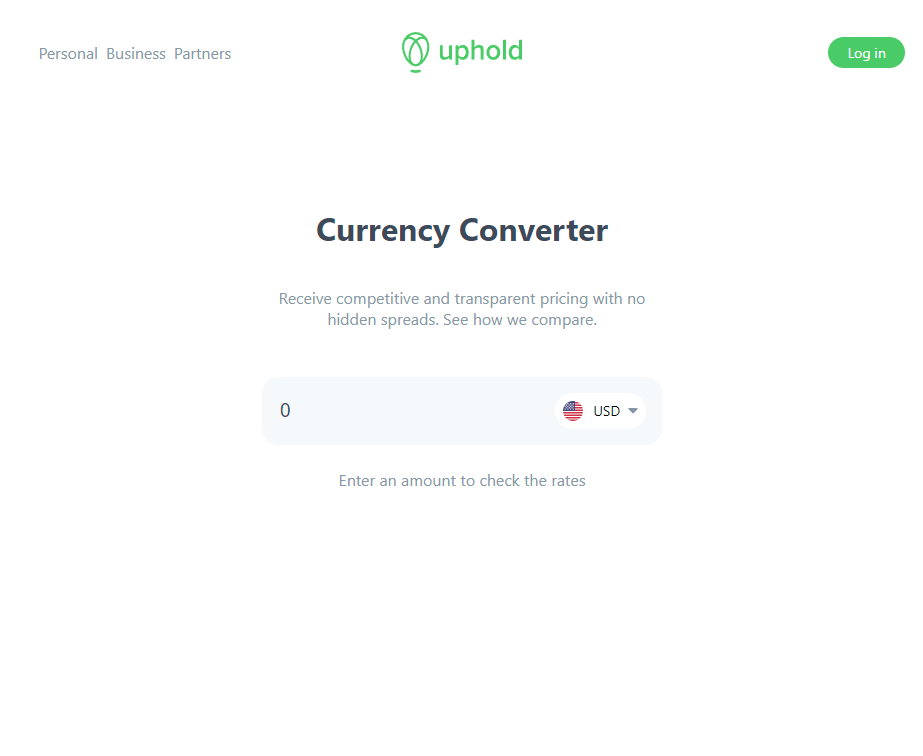 Personal Business Partners
uphold
Log in
Currency Converter
Receive competitive and transparent pricing with no
hidden spreads. See how we compare.
0
USD
Enter an amount to check the rates